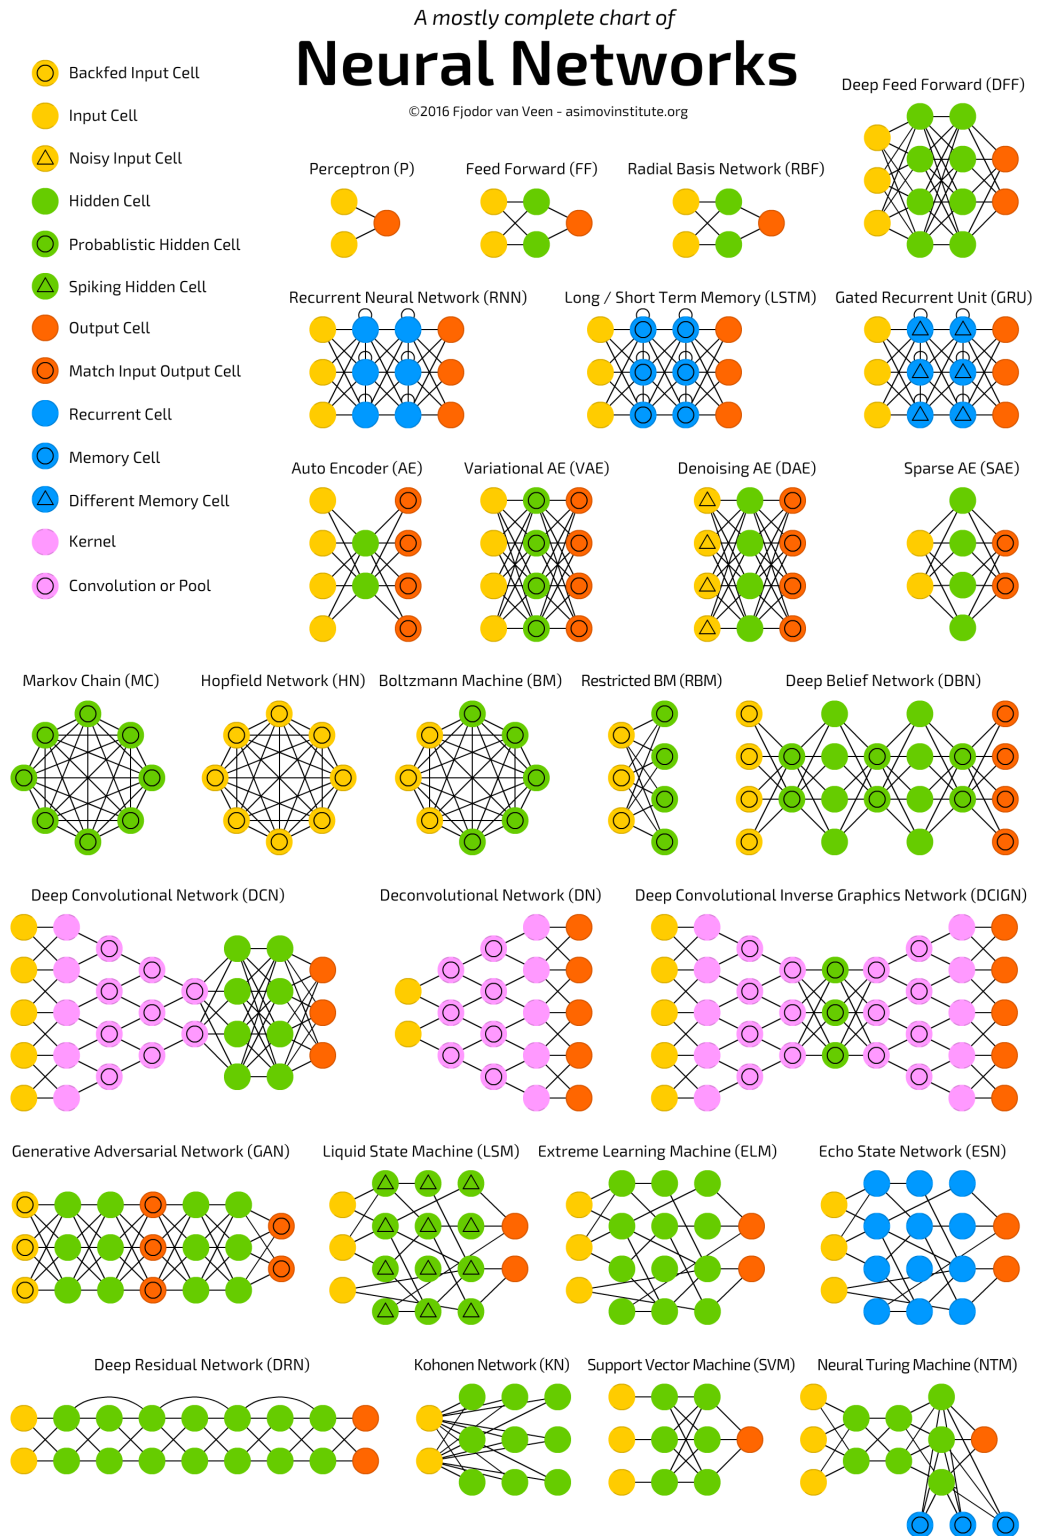 A mostly complete chart of
Neural Networks
©2016 Fjodor van Veen - asimovinstitute.org
Backfed Input Cell
Input Cell
Noisy Input Cell
Hidden Cell
Probablistic Hidden Cell
Spiking Hidden Cell
Output Cell
Match Input Output Cell
Recurrent Cell
Memory Cell
Different Memory Cell
Kernel
Convolution or Pool
Deep Feed Forward (DFF)
Perceptron (P)
Feed Forward (FF)
Radial Basis Network (RBF)
Recurrent Neural Network (RNN)
Long / Short Term Memory (LSTM)
Gated Recurrent Unit (GRU)
Auto Encoder (AE)
Variational AE (VAE)
Denoising AE (DAE)
Sparse AE (SAE)
Markov Chain (MC)
Hopfield Network (HN)
Boltzmann Machine (BM)
Restricted BM (RBM)
Deep Belief Network (DBN)
Deep Convolutional Network (DCN)
Deconvolutional Network (DN)
Deep Convolutional Inverse Graphics Network (DCIGN)
Generative Adversarial Network (GAN)
Liquid State Machine (LSM)
Extreme Learning Machine (ELM)
Echo State Network (ESN)
Deep Residual Network (DRN)
Kohonen Network (KN)
Support Vector Machine (SVM)
Neural Turing Machine (NTM)